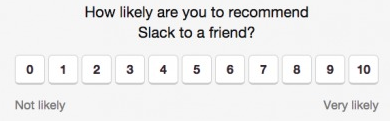 How likely are you to recommend
Slack to a friend?
0 1 2 3 4 5 6 7 8 9 10
Not likely Very likely